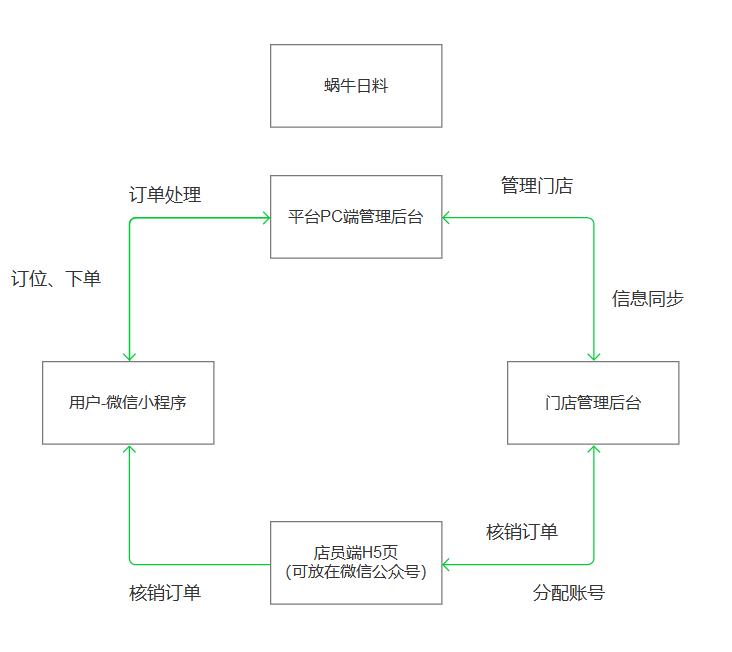 蜗牛日料
管理门店
订单处理
平台PC端管理后台
订位、下单
信息同步
用户-微信小程序
门店管理后台
核销订单
店员端H5页
(可放在微信公众号)
核销订单
分配账号